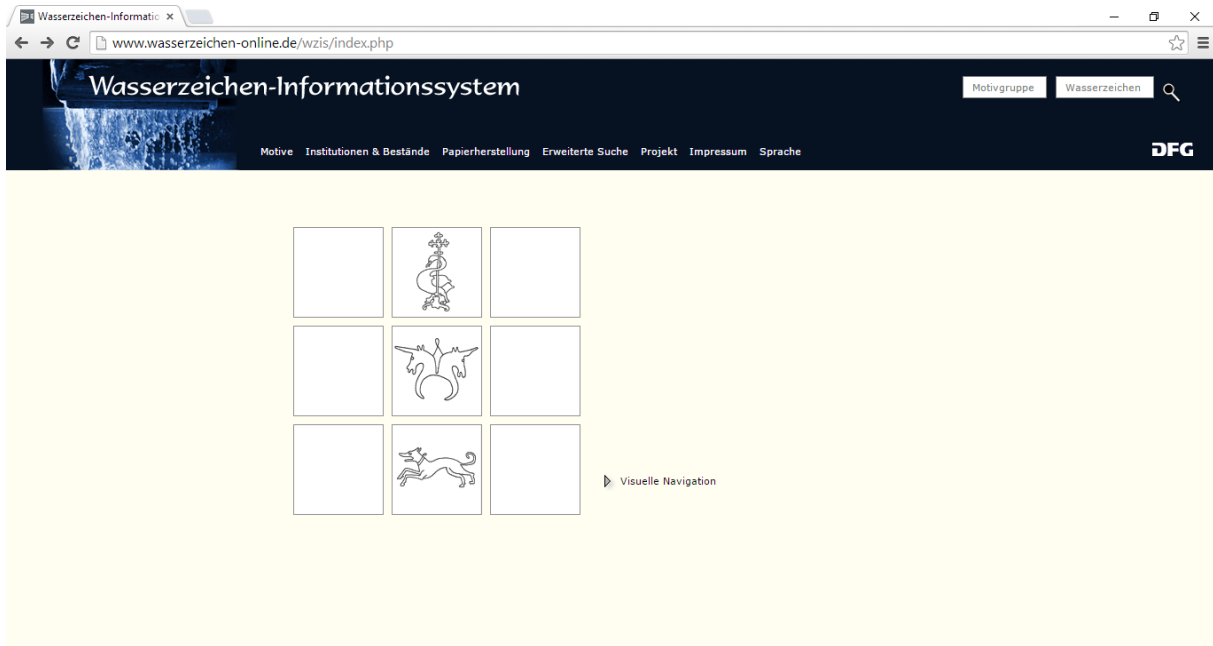 Wasserzeichen-Informatio
www.wasserzeichen-online.de/wzis/index.php
Wasserzeichen-Informationssystem
Motivgruppe Wasserzeichen
Motive Institutionen & Bestände Papierherstellung Erweiterte Suche Projekt Impressum Sprache
DFG
Visuelle Navigation